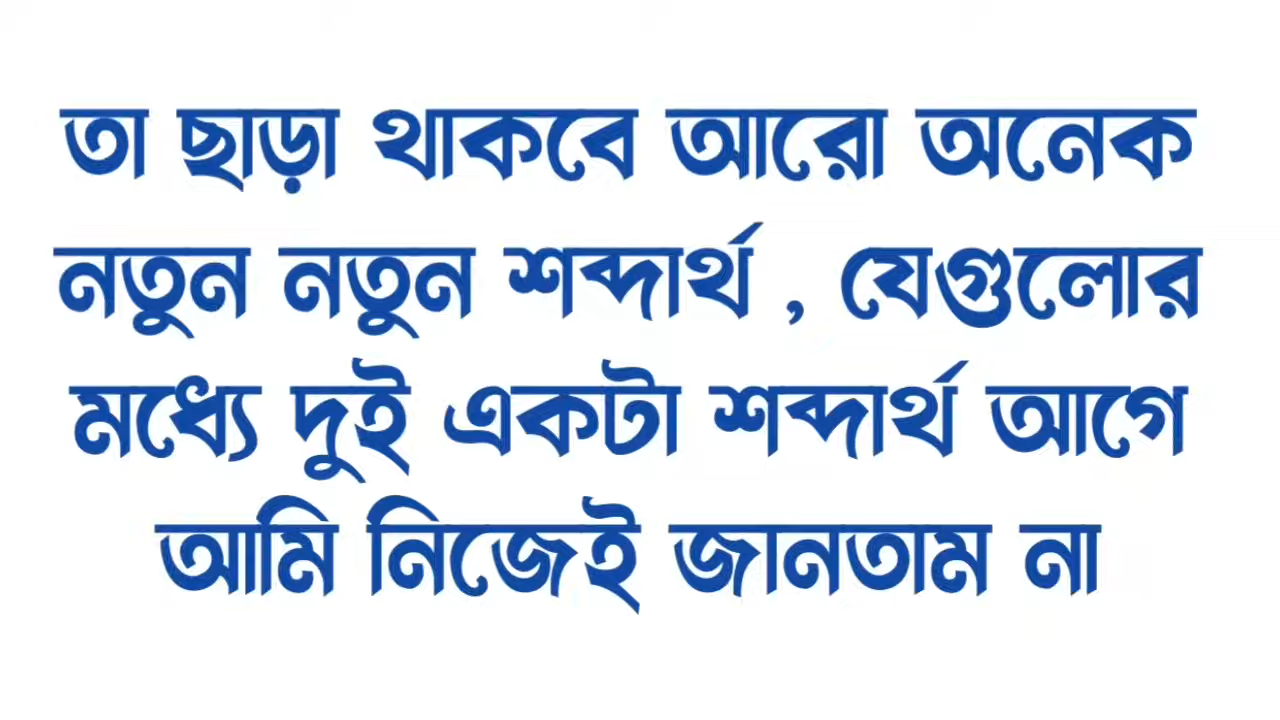 তা ছাড়া থাকবে আরো অনেক
নতুন নতুন শব্দার্থ , যেগুলোর
মধ্যে দুই একটা শব্দার্থ আগে
আমি নিজেই জানতাম না